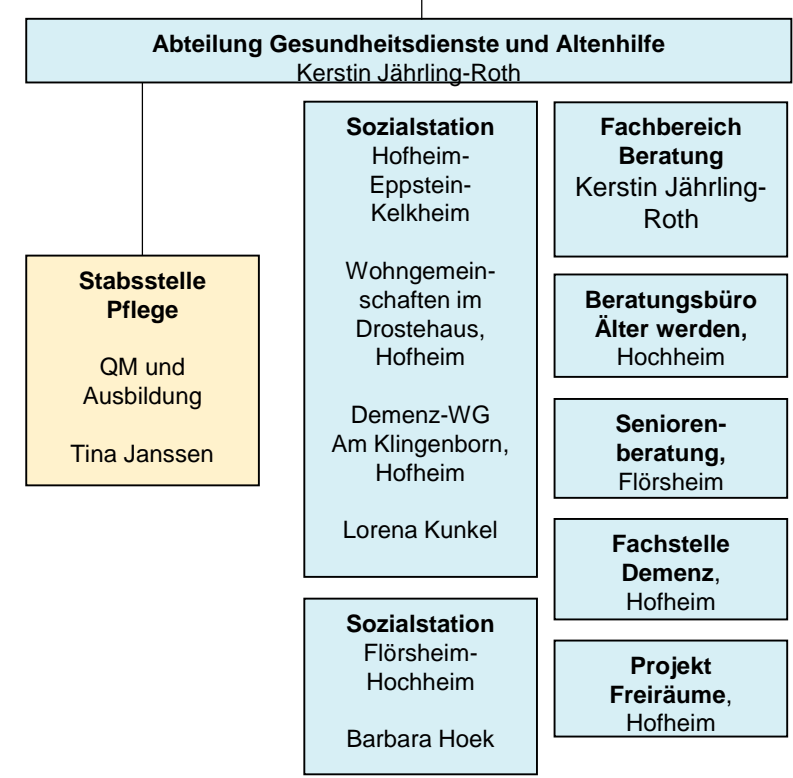 Abteilung Gesundheitsdienste und Altenhilfe
Kerstin Jährling-Roth
Stabsstelle
Pflege
QM und
Ausbildung
Tina Janssen
Sozialstation
Hofheim-
Eppstein-
Kelkheim
Wohngemein-
schaften im
Drostehaus,
Hofheim
Demenz-WG
Am Klingenborn,
Hofheim
Lorena Kunkel
Sozialstation
Flörsheim-
Hochheim
Barbara Hoek
Fachbereich
Beratung
Kerstin Jährling-
Roth
Beratungsbüro
Älter werden,
Hochheim
Senioren-
beratung,
Flörsheim
Fachstelle
Demenz,
Hofheim
Projekt
Freiräume,
Hofheim